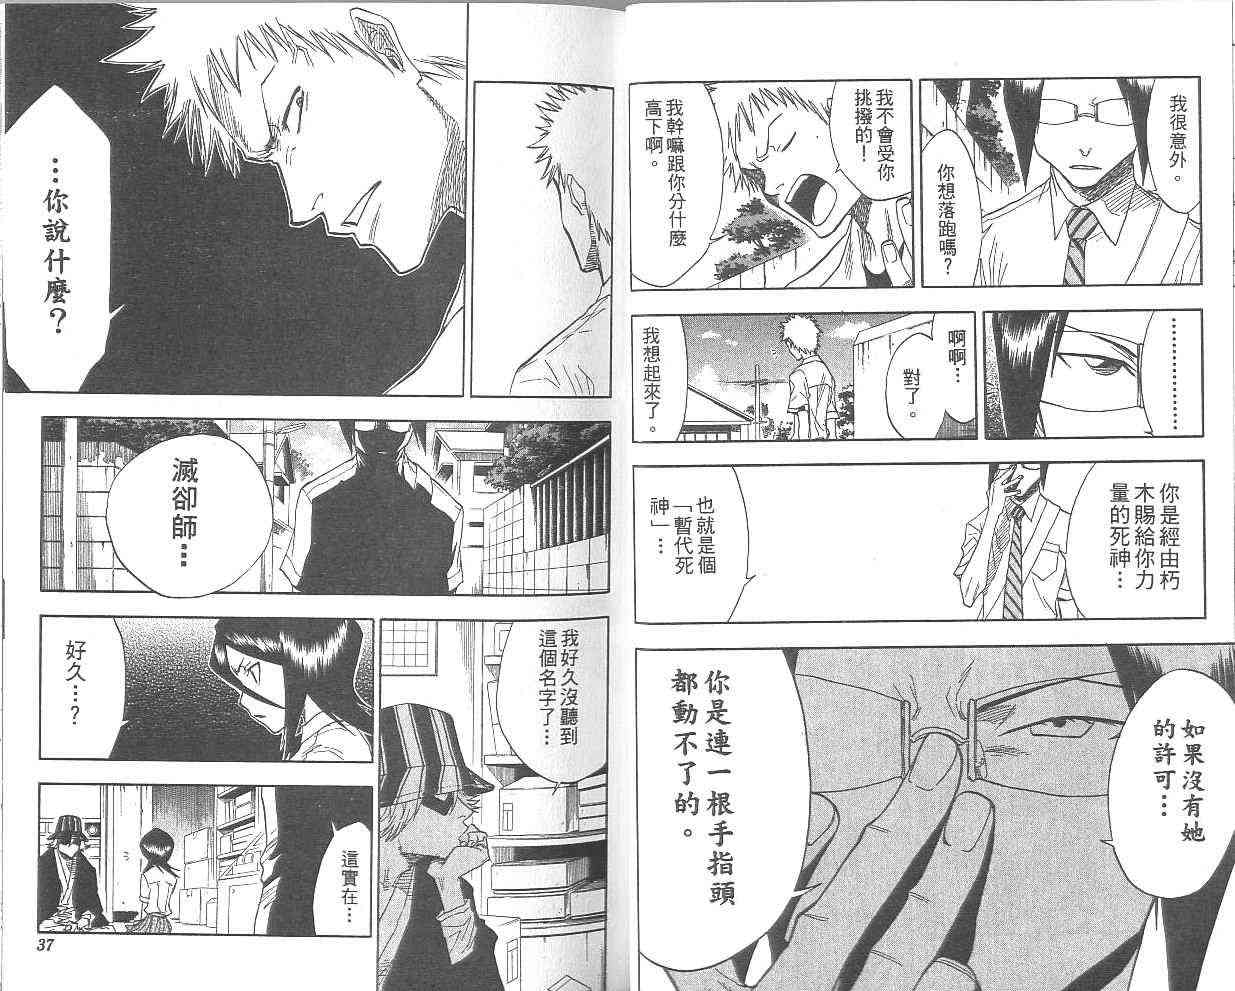 我很意外。
你想落跑嗎？
我不會受你
挑撥的！
我幹嘛跟你分什麼
高下啊。
…………………
啊啊…
對了。
我想起來了。
你是經由朽
木賜給你力
量的死神…
也就是個
「暫代死
神」…
如果沒有她
的許可…
你是連一根手指頭
都動不了的。
…你說什麼？
滅卻師…
我好久沒聽到
這個名字了…
好久…？
這實在…
37